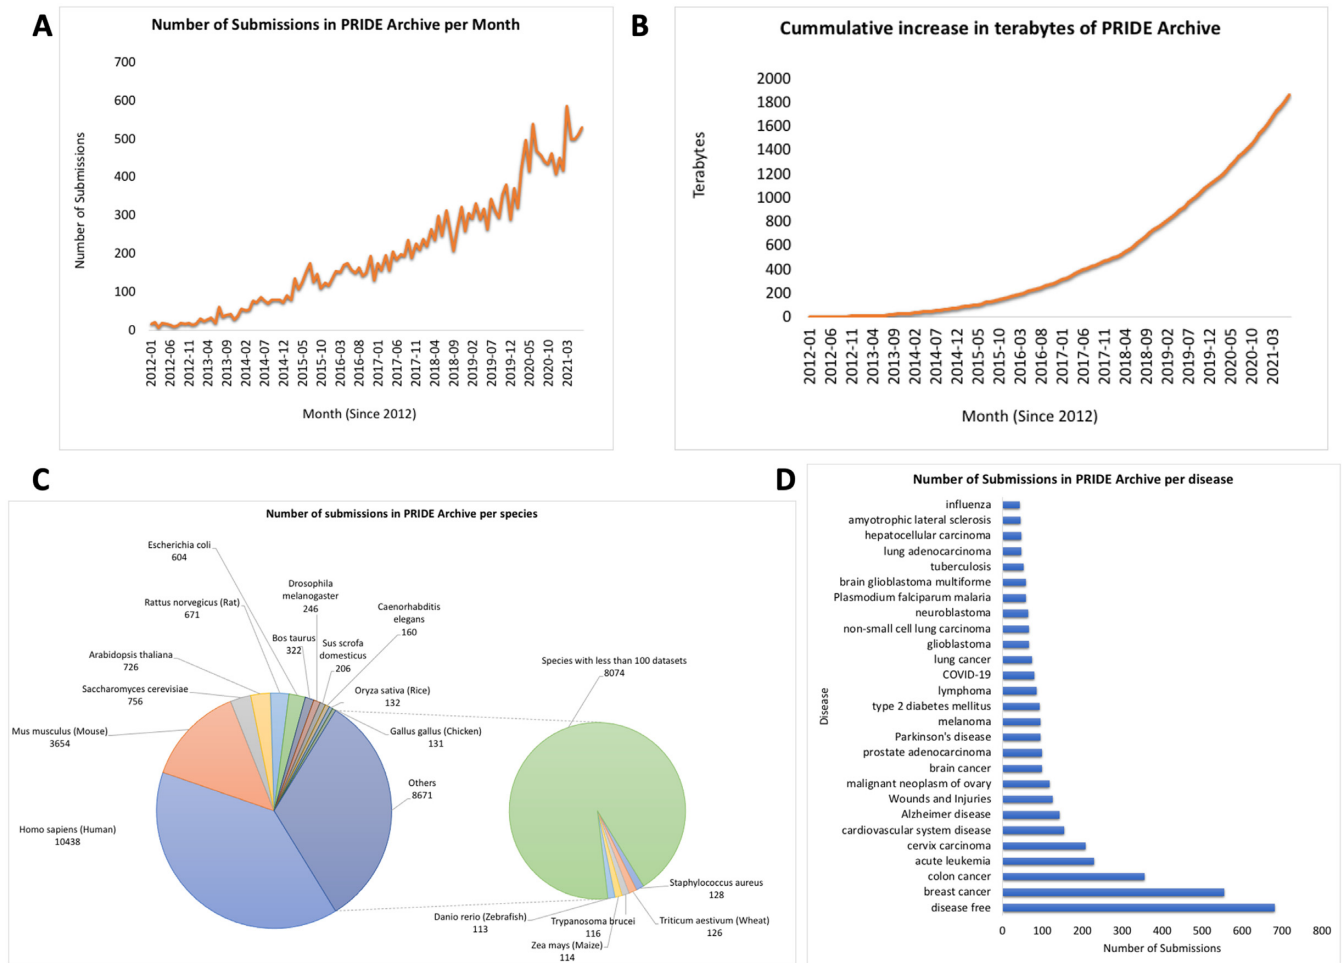 A
Number of Submissions in PRIDE Archive per Month
Number of Submissions
700
600
500
400
300
200
100
0
2012-01
2012-06
2012-11
2013-04
2013-09
2014-02
2014-07
2014-12
2015-05
2015-10
2016-03
2016-08
2017-01
2017-06
2017-11
2018-04
2018-09
2019-02
2019-07
2019-12
2020-05
2020-10
2021-03
Month (Since 2012)
B
Cummulative increase in terabytes of PRIDE Archive
Terabytes
2000
1800
1600
1400
1200
1000
800
600
400
200
0
2012-01
2012-06
2012-11
2013-04
2013-09
2014-02
2014-07
2014-12
2015-05
2015-10
2016-03
2016-08
2017-01
2017-06
2017-11
2018-04
2018-09
2019-02
2019-07
2019-12
2020-05
2020-10
2021-03
Month (Since 2012)
C
Number of submissions in PRIDE Archive per species
Escherichia coli
604
Rattus norvegicus (Rat)
671
Arabidopsis thaliana
726
Saccharomyces cerevisiae
756
Mus musculus (Mouse)
3654
Homo sapiens (Human)
10438
Drosophila
melanogaster
246
Bos taurus
322
Sus scrofa
domesticus
206
Caenorhabditis
elegans
160
Oryza sativa (Rice)
132
Gallus gallus (Chicken)
131
Others
8671
Species with less than 100 datasets
8074
Staphylococcus aureus
128
Triticum aestivum (Wheat)
126
Trypanosoma brucei
116
Zea mays (Maize)
114
Danio rerio (Zebrafish)
113
D
Number of Submissions in PRIDE Archive per disease
Disease
influenza
amyotrophic lateral sclerosis
hepatocellular carcinoma
lung adenocarcinoma
tuberculosis
brain glioblastoma multiforme
Plasmodium falciparum malaria
neuroblastoma
non-small cell lung carcinoma
glioblastoma
lung cancer
COVID-19
lymphoma
type 2 diabetes mellitus
melanoma
Parkinson's disease
prostate adenocarcinoma
brain cancer
malignant neoplasm of ovary
Wounds and Injuries
Alzheimer disease
cardiovascular system disease
cervix carcinoma
acute leukemia
colon cancer
breast cancer
disease free
0 100 200 300 400 500 600 700 800
Number of Submissions